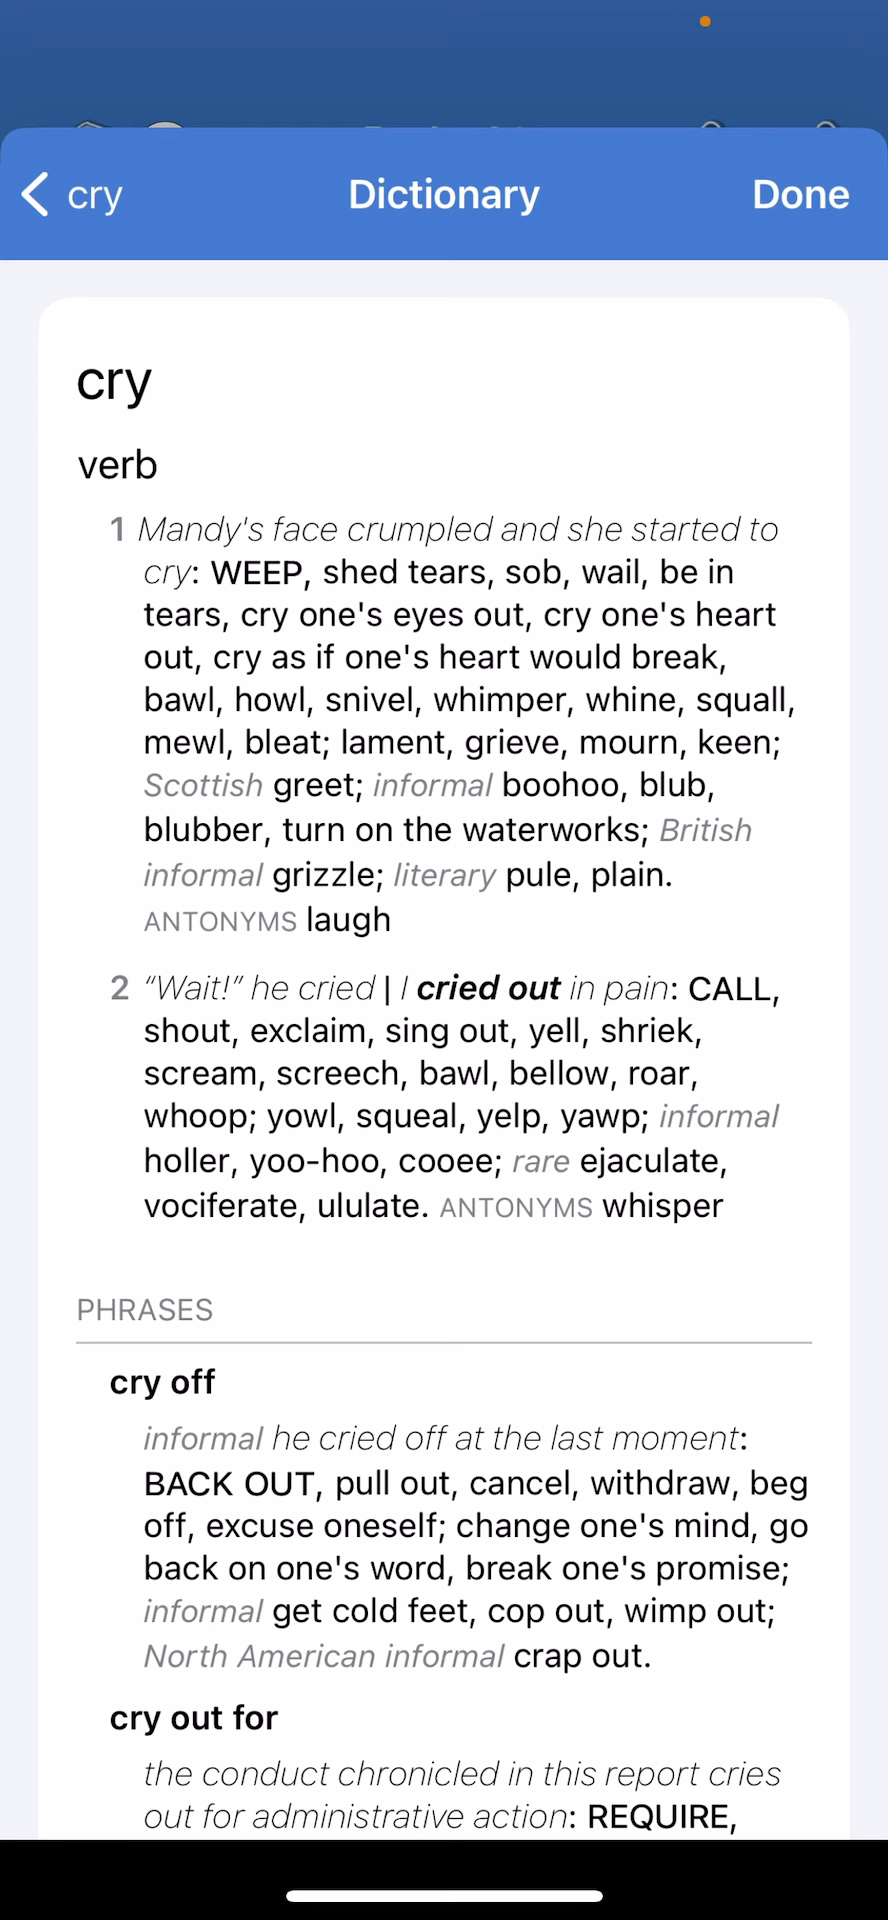 cry
Dictionary
Done
cry
verb
1 Mandy's face crumpled and she started to
cry: WEEP, shed tears, sob, wail, be in
tears, cry one's eyes out, cry one's heart
out, cry as if one's heart would break,
bawl, howl, snivel, whimper, whine, squall,
mewl, bleat; lament, grieve, mourn, keen;
Scottish greet; informal boohoo, blub,
blubber, turn on the waterworks; British
informal grizzle; literary pule, plain.
ANTONYMS laugh
2 “Wait!” he cried | I cried out in pain: CALL,
shout, exclaim, sing out, yell, shriek,
scream, screech, bawl, bellow, roar,
whoop; yowl, squeal, yelp, yawp; informal
holler, yoo-hoo, cooee; rare ejaculate,
vociferate, ululate. ANTONYMS whisper
PHRASES
cry off
informal he cried off at the last moment:
BACK OUT, pull out, cancel, withdraw, beg
off, excuse oneself; change one's mind, go
back on one's word, break one's promise;
informal get cold feet, cop out, wimp out;
North American informal crap out.
cry out for
the conduct chronicled in this report cries
out for administrative action: REQUIRE,